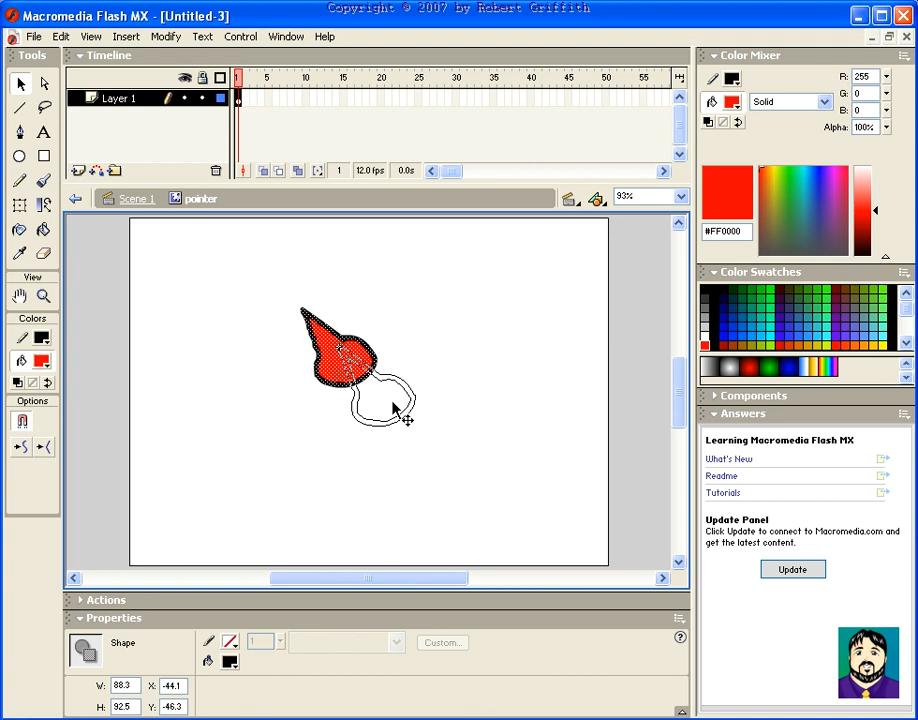 Macromedia Flash MX - [Untitled-3]
Copyright © 2007 by Robert Griffith
File Edit View Insert Modify Text Control Window Help
Tools
Timeline
1 5 10 15 20 25 30 35 40 45 50 55
Layer 1
1 12.0 fps 0.0s
Scene 1 pointer 93%
View
Colors
Options
Color Mixer
R: 255
Solid
G: 0
B: 0
Alpha: 100%
#FF0000
Color Swatches
Components
Answers
Learning Macromedia Flash MX
What's New
Readme
Tutorials
Update Panel
Click Update to connect to Macromedia.com and
get the latest content.
Update
Actions
Properties
Shape
1
Custom...
W: 88.3 X: -44.1
H: 92.5 Y: -46.3